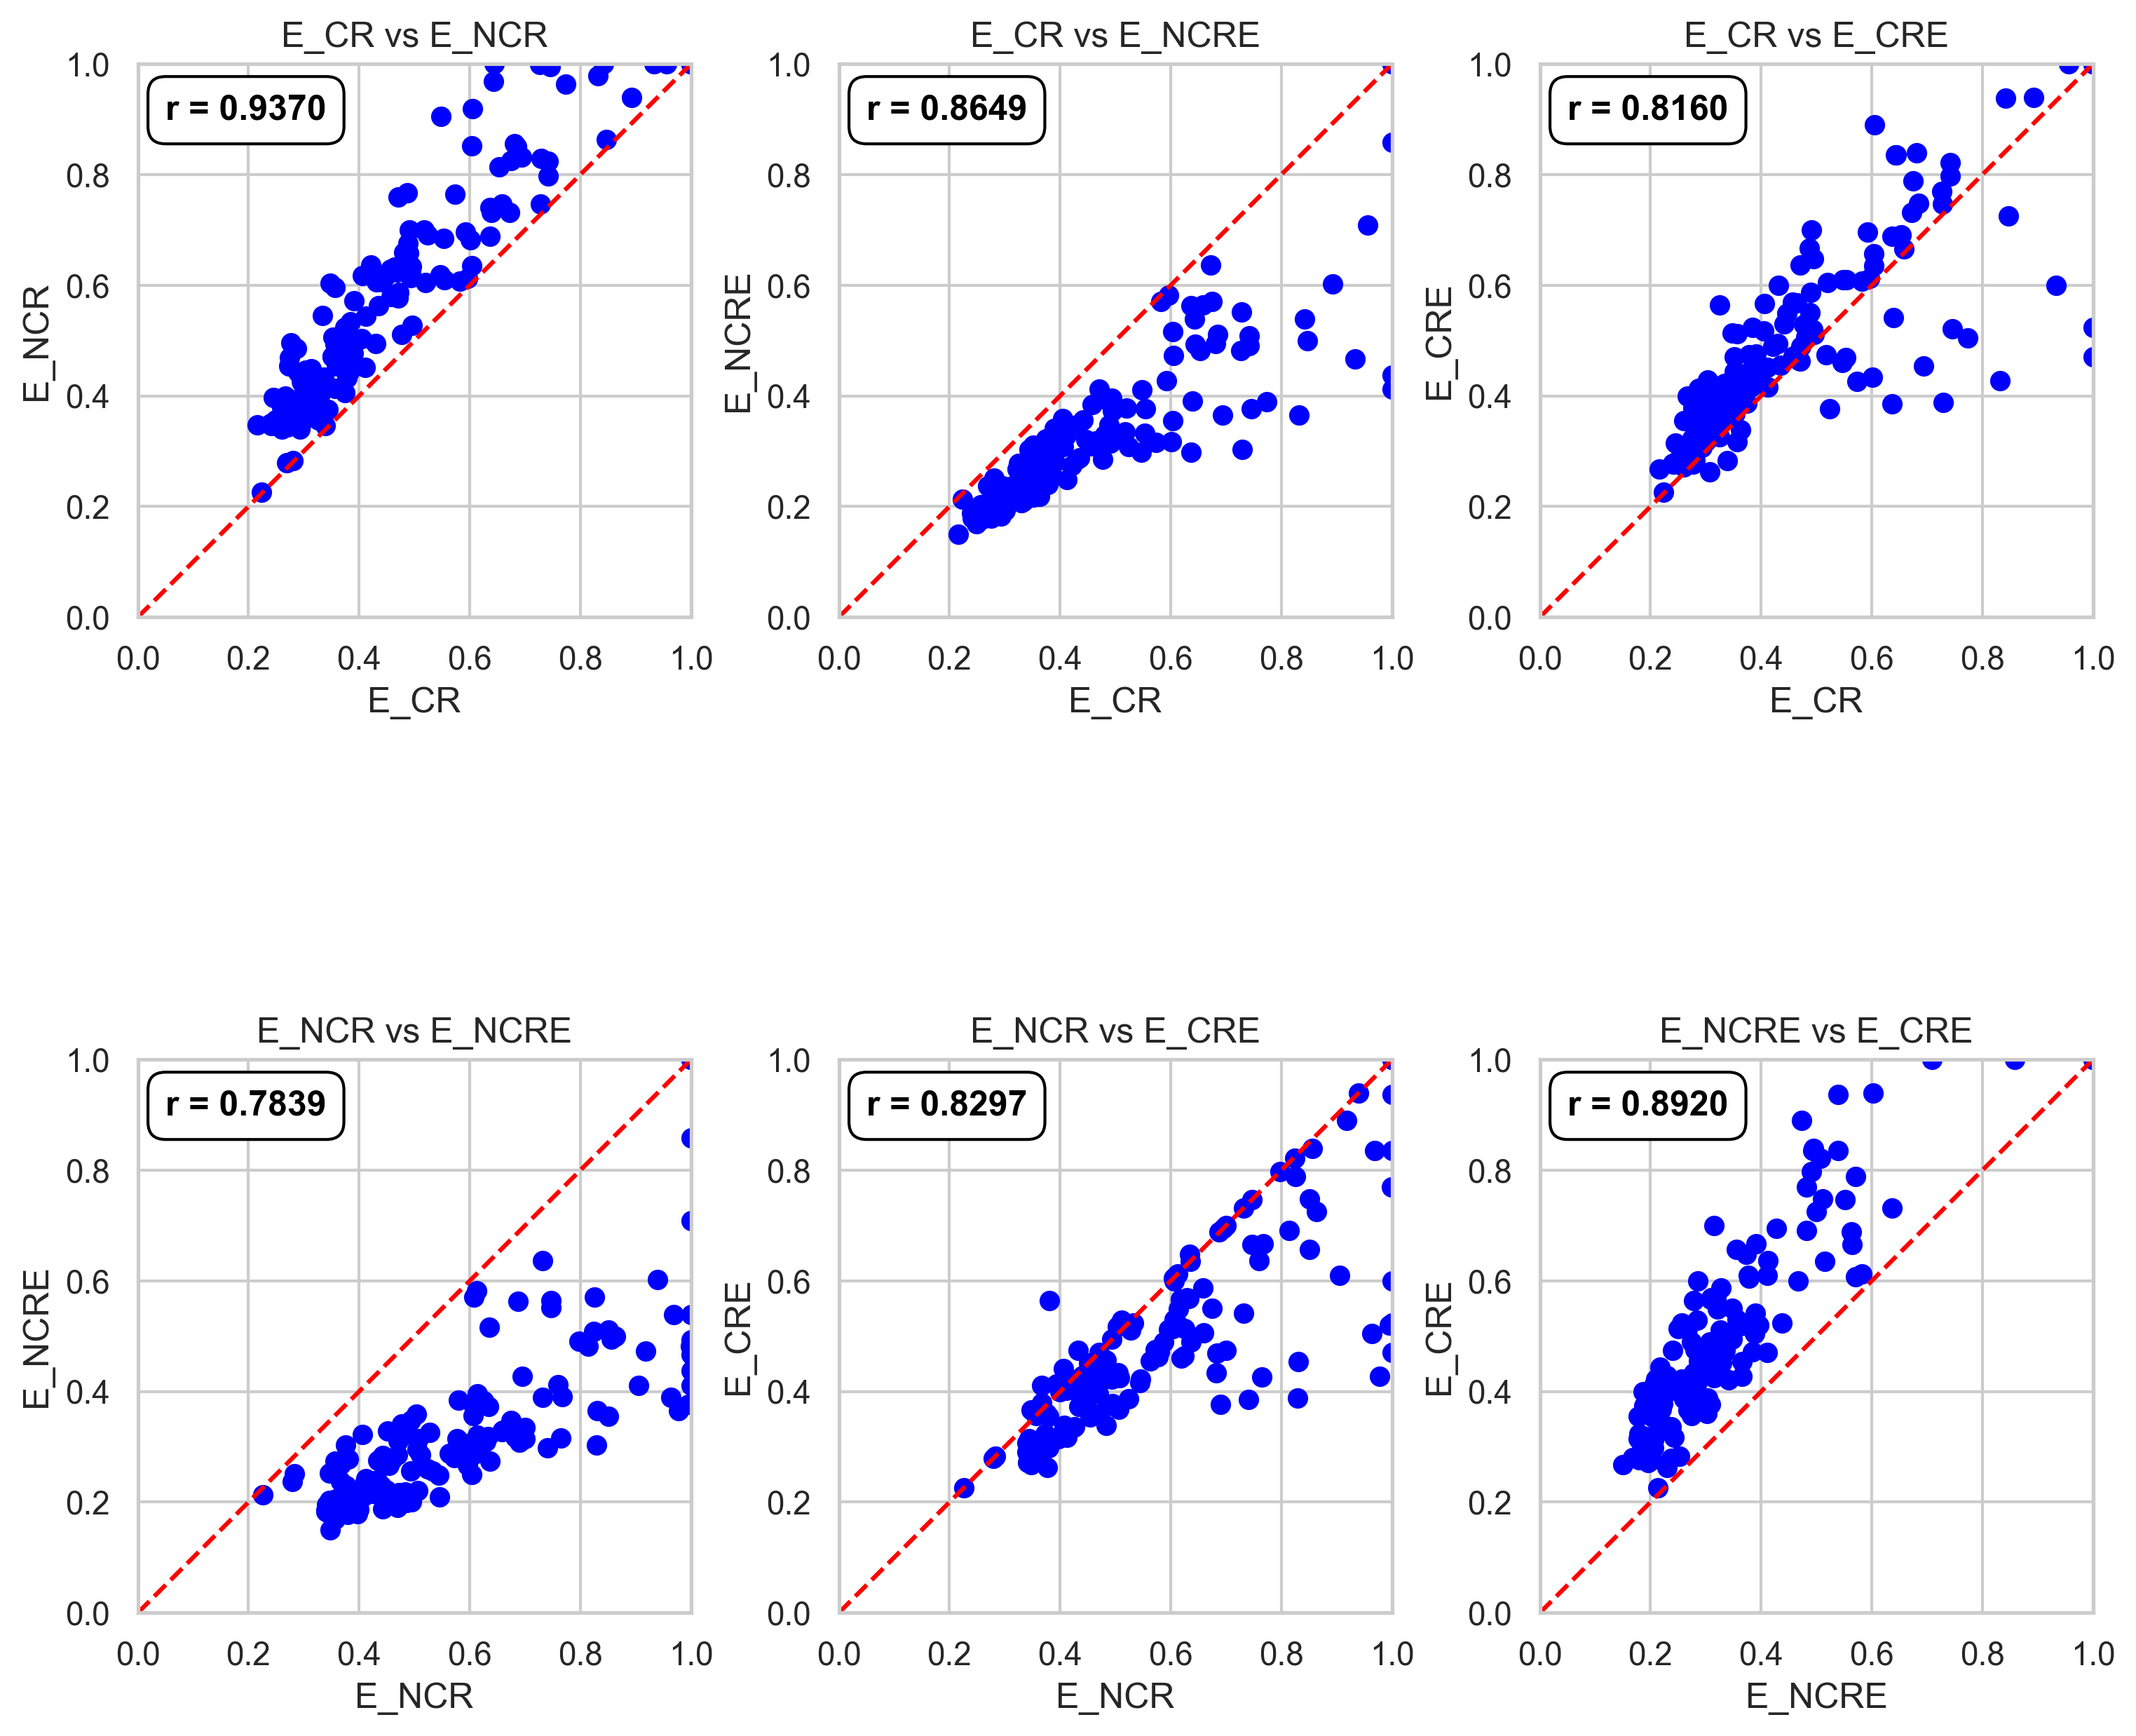 E_CR vs E_NCR
1.0
0.8
0.6
0.4
0.2
0.0
r = 0.9370
E_NCR
0.0 0.2 0.4 0.6 0.8 1.0
E_CR
E_CR vs E_NCRE
1.0
0.8
0.6
0.4
0.2
0.0
r = 0.8649
E_NCRE
0.0 0.2 0.4 0.6 0.8 1.0
E_CR
E_CR vs E_CRE
1.0
0.8
0.6
0.4
0.2
0.0
r = 0.8160
E_CRE
0.0 0.2 0.4 0.6 0.8 1.0
E_CR
E_NCR vs E_NCRE
1.0
0.8
0.6
0.4
0.2
0.0
r = 0.7839
E_NCRE
0.0 0.2 0.4 0.6 0.8 1.0
E_NCR
E_NCR vs E_CRE
1.0
0.8
0.6
0.4
0.2
0.0
r = 0.8297
E_CRE
0.0 0.2 0.4 0.6 0.8 1.0
E_NCR
E_NCRE vs E_CRE
1.0
0.8
0.6
0.4
0.2
0.0
r = 0.8920
E_CRE
0.0 0.2 0.4 0.6 0.8 1.0
E_NCRE